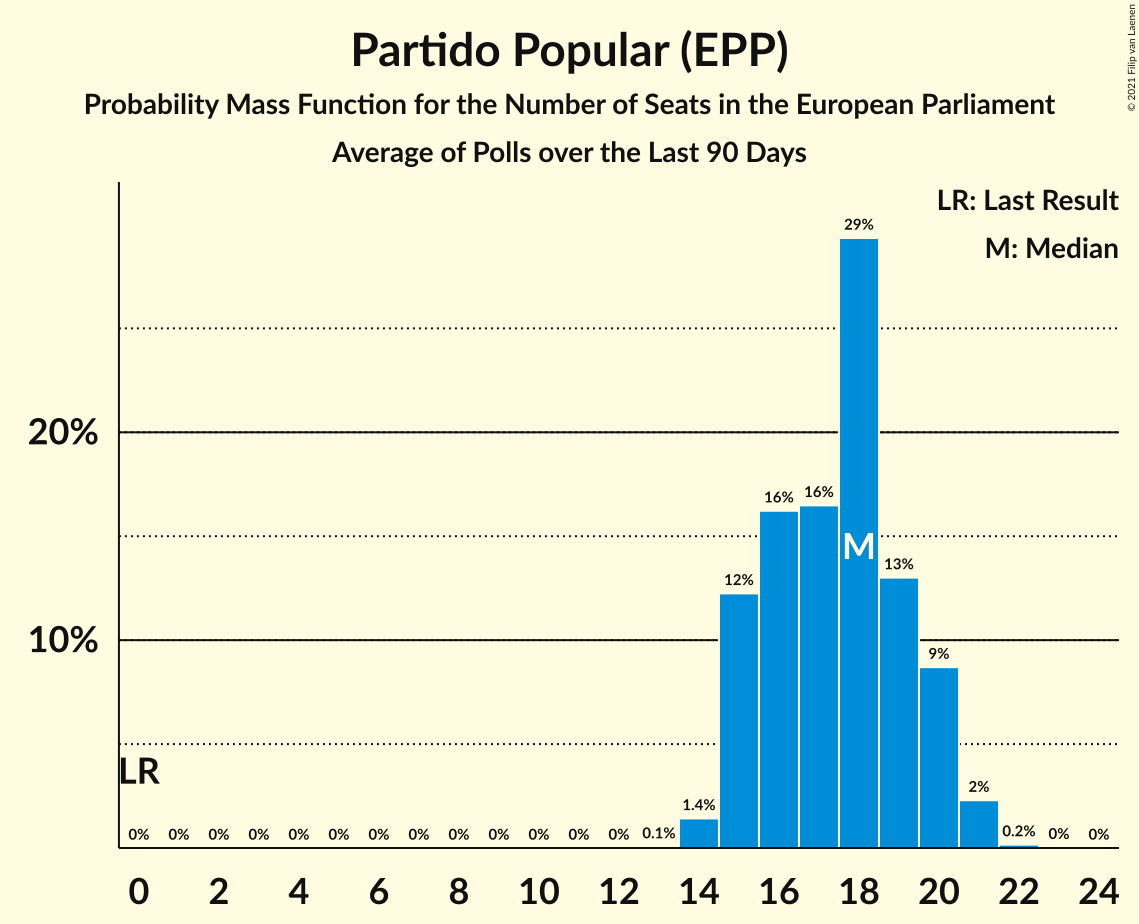 Partido Popular (EPP)
Probability Mass Function for the Number of Seats in the European Parliament
Average of Polls over the Last 90 Days
© 2021 Filip van Laenen
LR: Last Result
M: Median
29%
20%
16% 16%
M
13%
12%
10%
9%
LR
2%
1.4%
0% 0% 0% 0% 0% 0% 0% 0% 0% 0% 0% 0% 0% 0.1% 0.2% 0% 0%
0 2 4 6 8 10 12 14 16 18 20 22 24